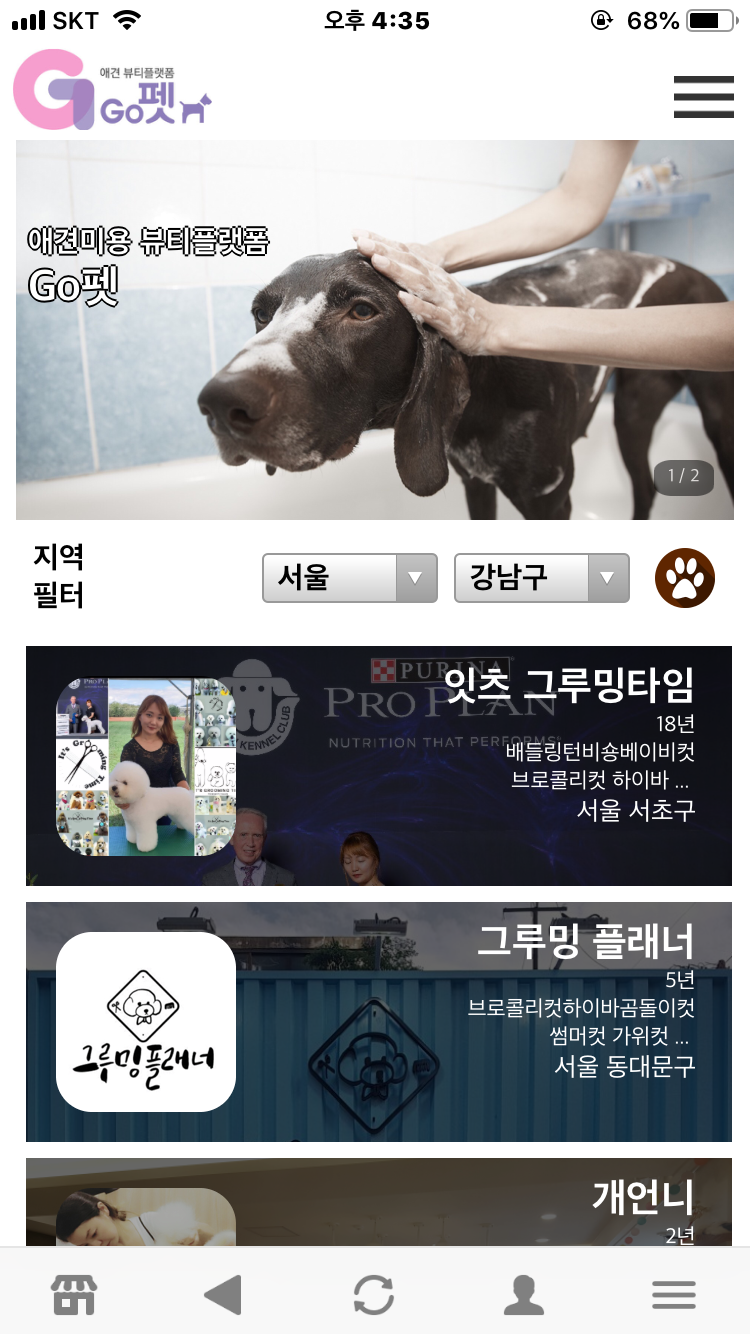 SKT
오후 4:35
68%
애견 뷰티플랫폼
Go펫
애견미용 뷰티플랫폼
Go펫
1 / 2
지역
필터
서울
강남구
PURINA
PRO PLAN
NUTRITION THAT PERFORMS
KENNEL CLUB
PRO PLAN
It's Grooming Time
잇츠 그루밍타임
18년
배들링턴비숑베이비컷
브로콜리컷 하이바 ...
서울 서초구
그루밍플래너
그루밍 플래너
5년
브로콜리컷하이바곰돌이컷
썸머컷 가위컷 ...
서울 동대문구
개언니
2년